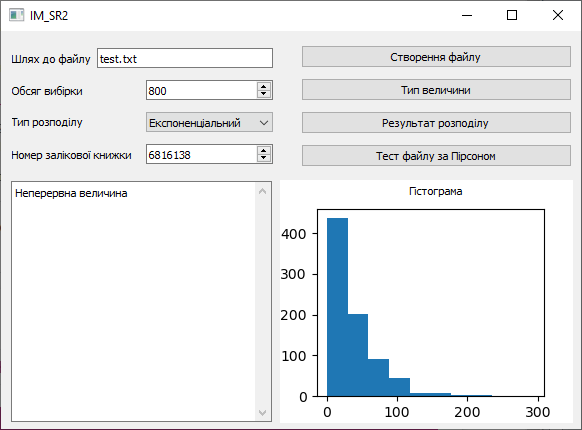 IM_SR2
Шлях до файлу test.txt
Створення файлу
Обсяг вибірки 800
Тип величини
Тип розподілу Експоненціальний
Результат розподілу
Номер залікової книжки 6816138
Тест файлу за Пірсоном
Неперервна величина
Гістограма
400
300
200
100
0
0 100 200 300